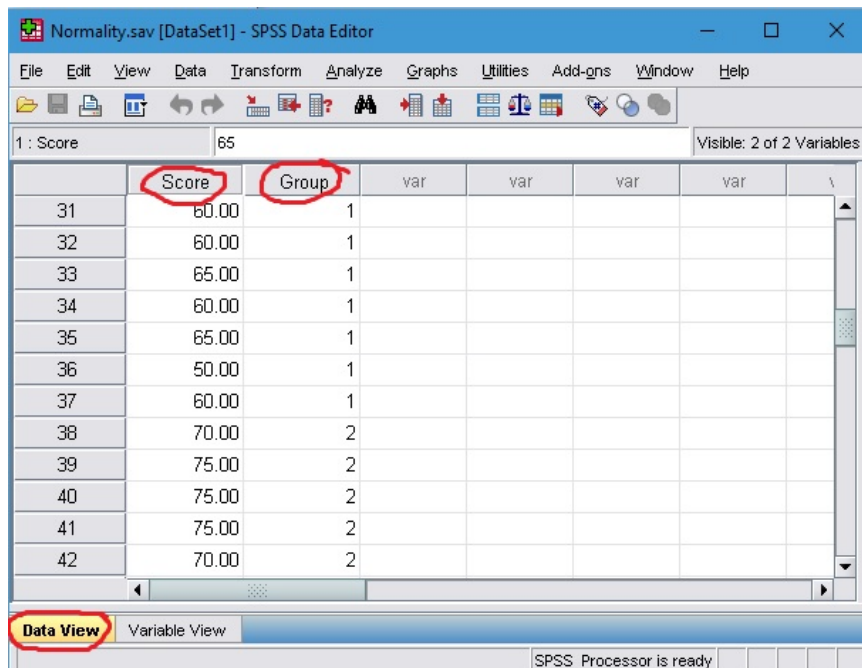 Normality.sav [DataSet1] - SPSS Data Editor
File Edit View Data Transform Analyze Graphs Utilities Add-ons Window Help
1 : Score 65 Visible: 2 of 2 Variables
Score Group var var var var
31 60.00 1
32 60.00 1
33 65.00 1
34 60.00 1
35 65.00 1
36 50.00 1
37 60.00 1
38 70.00 2
39 75.00 2
40 75.00 2
41 75.00 2
42 70.00 2
Data View Variable View
SPSS Processor is ready